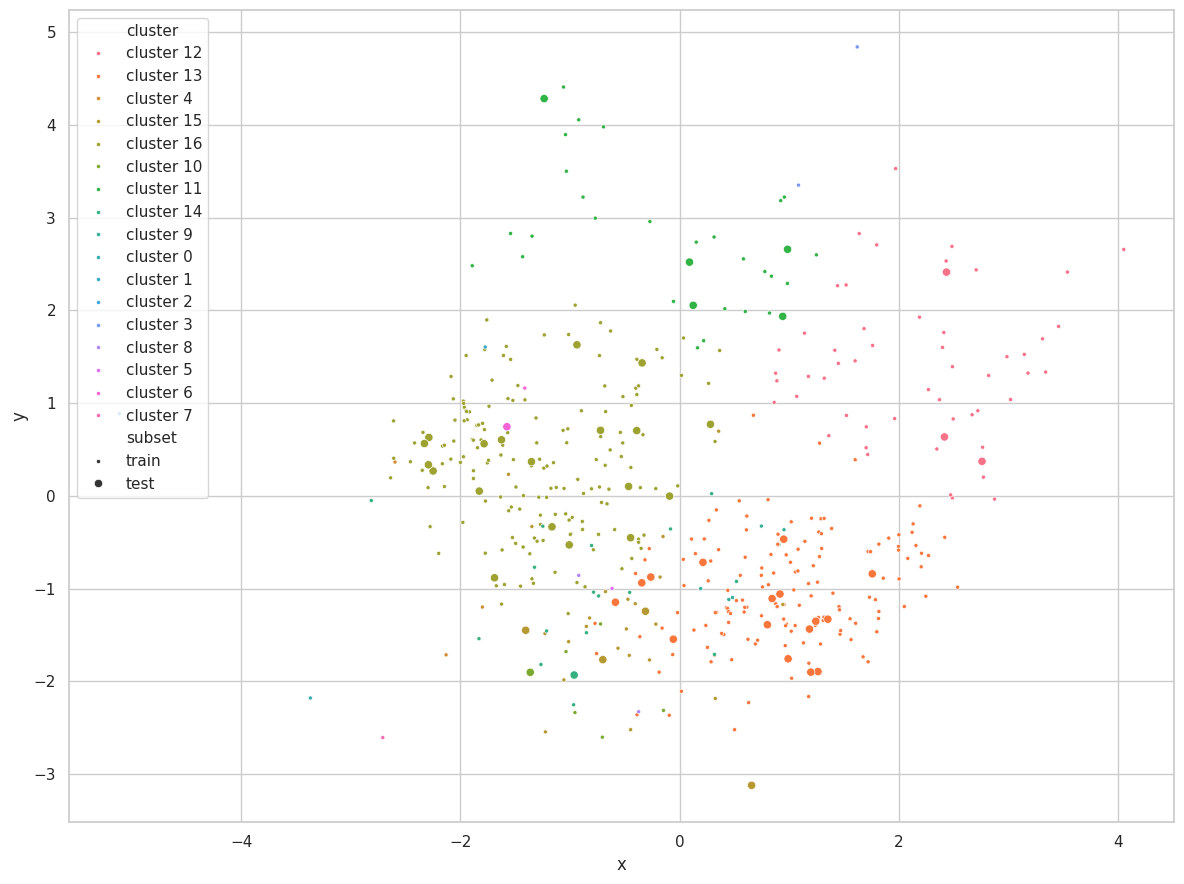 cluster
cluster 12
cluster 13
cluster 4
cluster 15
cluster 16
cluster 10
cluster 11
cluster 14
cluster 9
cluster 0
cluster 1
cluster 2
cluster 3
cluster 8
cluster 5
cluster 6
cluster 7
subset
train
test
5
4
3
2
1
0
−1
−2
−3
y
−4
−2
0
2
4
x